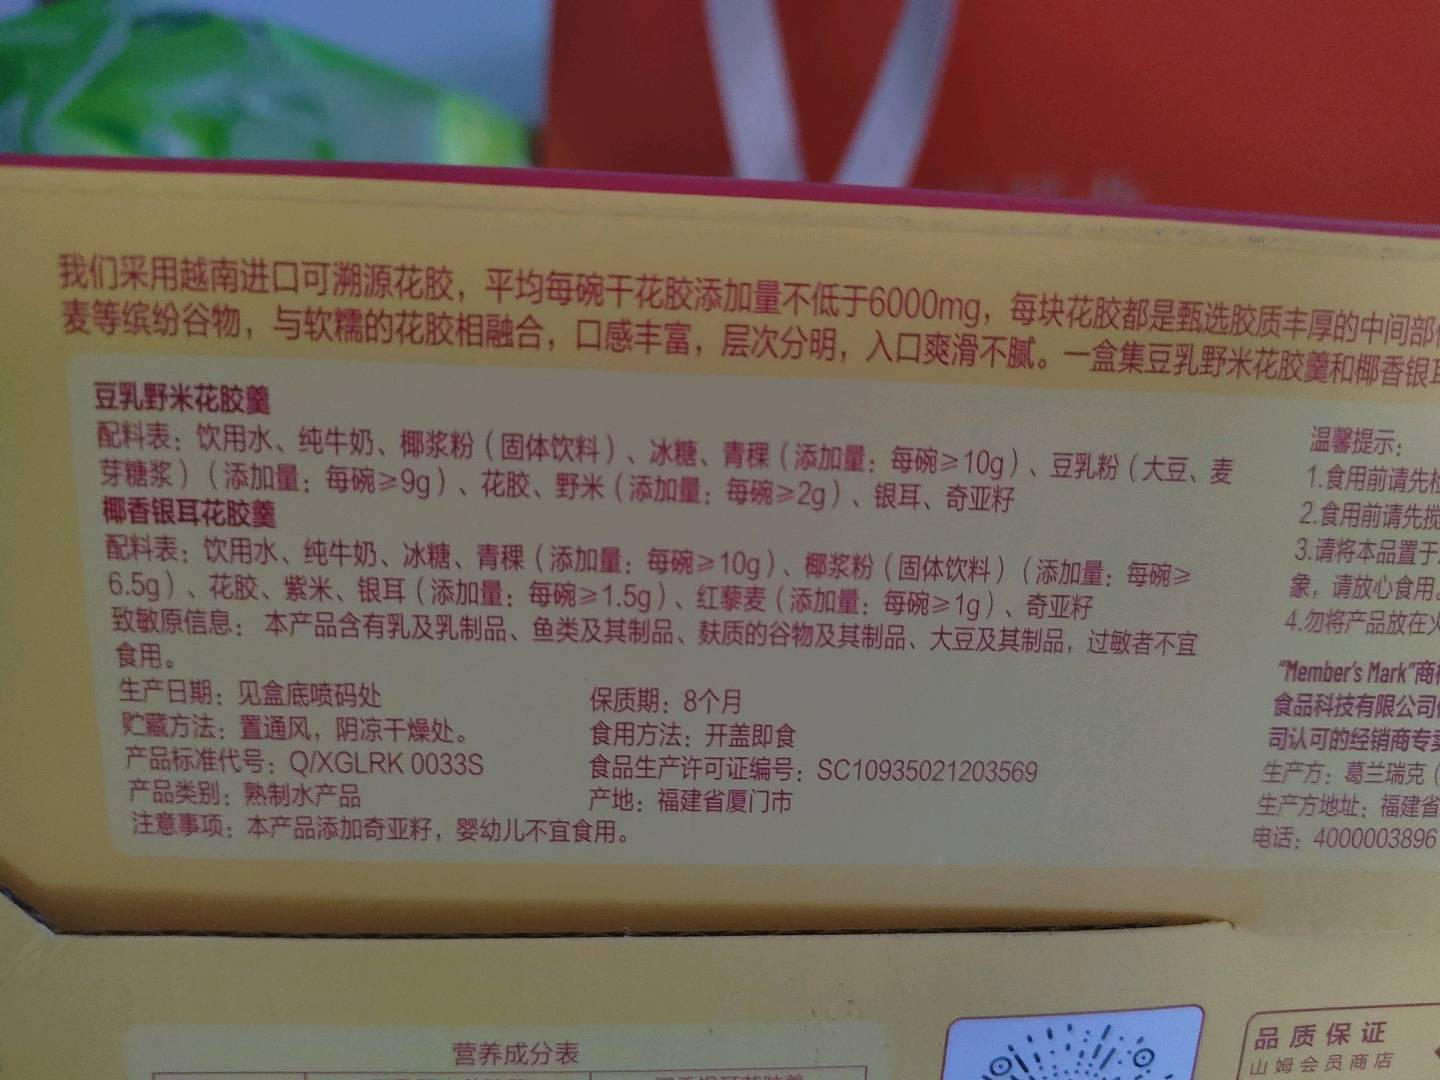 我们采用越南进口可溯源花胶，平均每碗干花胶添加量不低于6000mg，每块花胶都是甄选胶质丰厚的中间部
麦等缤纷谷物，与软糯的花胶相融合，口感丰富，层次分明，入口爽滑不腻。一盒集豆乳野米花胶羹和椰香银耳
豆乳野米花胶羹
配料表：饮用水、纯牛奶、椰浆粉（固体饮料）、冰糖、青稞（添加量：每碗≥10g）、豆乳粉（大豆、麦
芽糖浆）（添加量：每碗≥9g）、花胶、野米（添加量：每碗≥2g）、银耳、奇亚籽
椰香银耳花胶羹
配料表：饮用水、纯牛奶、冰糖、青稞（添加量：每碗≥10g）、椰浆粉（固体饮料）（添加量：每碗≥
6.5g）、花胶、紫米、银耳（添加量：每碗≥1.5g）、红藜麦（添加量：每碗≥1g）、奇亚籽
致敏原信息： 本产品含有乳及乳制品、鱼类及其制品、麸质的谷物及其制品、大豆及其制品，过敏者不宜
食用。
生产日期：见盒底喷码处
保质期：8个月
贮藏方法：置通风，阴凉干燥处。
食用方法：开盖即食
产品标准代号：Q/XGLRK 0033S
食品生产许可证编号：SC10935021203569
产品类别：熟制水产品
产地：福建省厦门市
注意事项：本产品添加奇亚籽，婴幼儿不宜食用。
温馨提示：
1.食用前请先检
2.食用前请先搅
3.请将本品置于
象，请放心食用。
4.勿将产品放在火
“Member's Mark”商
食品科技有限公司
司认可的经销商专卖
生产方：葛兰瑞克（
生产方地址：福建省
电话：4000003896
营养成分表
品质保证
山姆会员商店